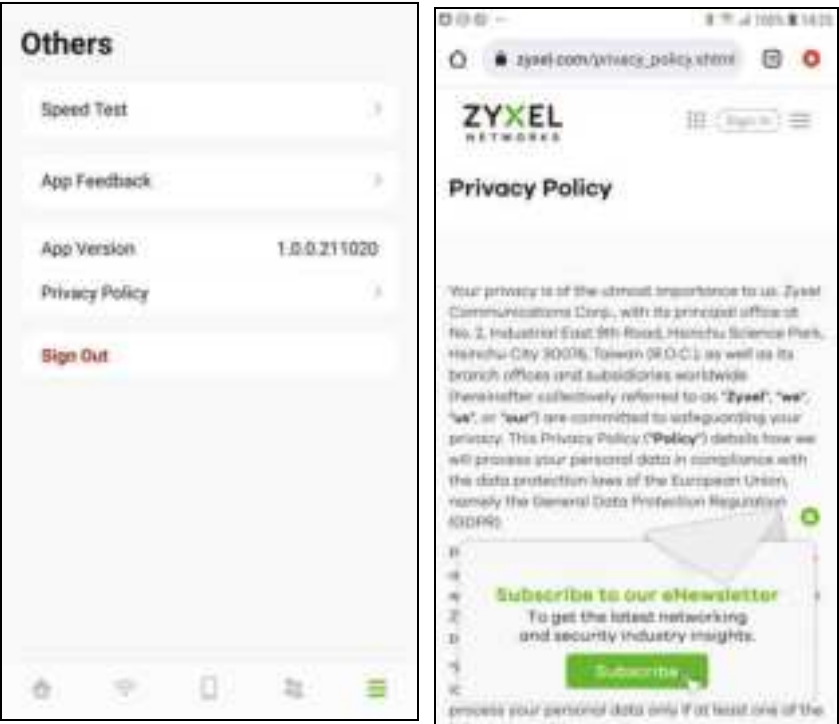 Others
Speed Test
App Feedback
App Version 1.0.0.211020
Privacy Policy
Sign Out
zyxel.com/privacy_policy.shtml
ZYXEL
NETWORKS
Sign In
Privacy Policy
Your privacy is of the utmost importance to us. Zyxel
Communications Corp., with its principal office at
No. 2, Industrial East 9th Road, Hsinchu Science Park,
Hsinchu City 30076, Taiwan (R.O.C.), as well as its
branch offices and subsidiaries worldwide
(hereinafter collectively referred to as "Zyxel", "we",
"us", or "our") are committed to safeguarding your
privacy. This Privacy Policy ("Policy") details how we
will process your personal data in compliance with
the data protection laws of the European Union,
namely the General Data Protection Regulation
(GDPR).
Subscribe to our eNewsletter
To get the latest networking
and security industry insights.
Subscribe
process your personal data only if at least one of the